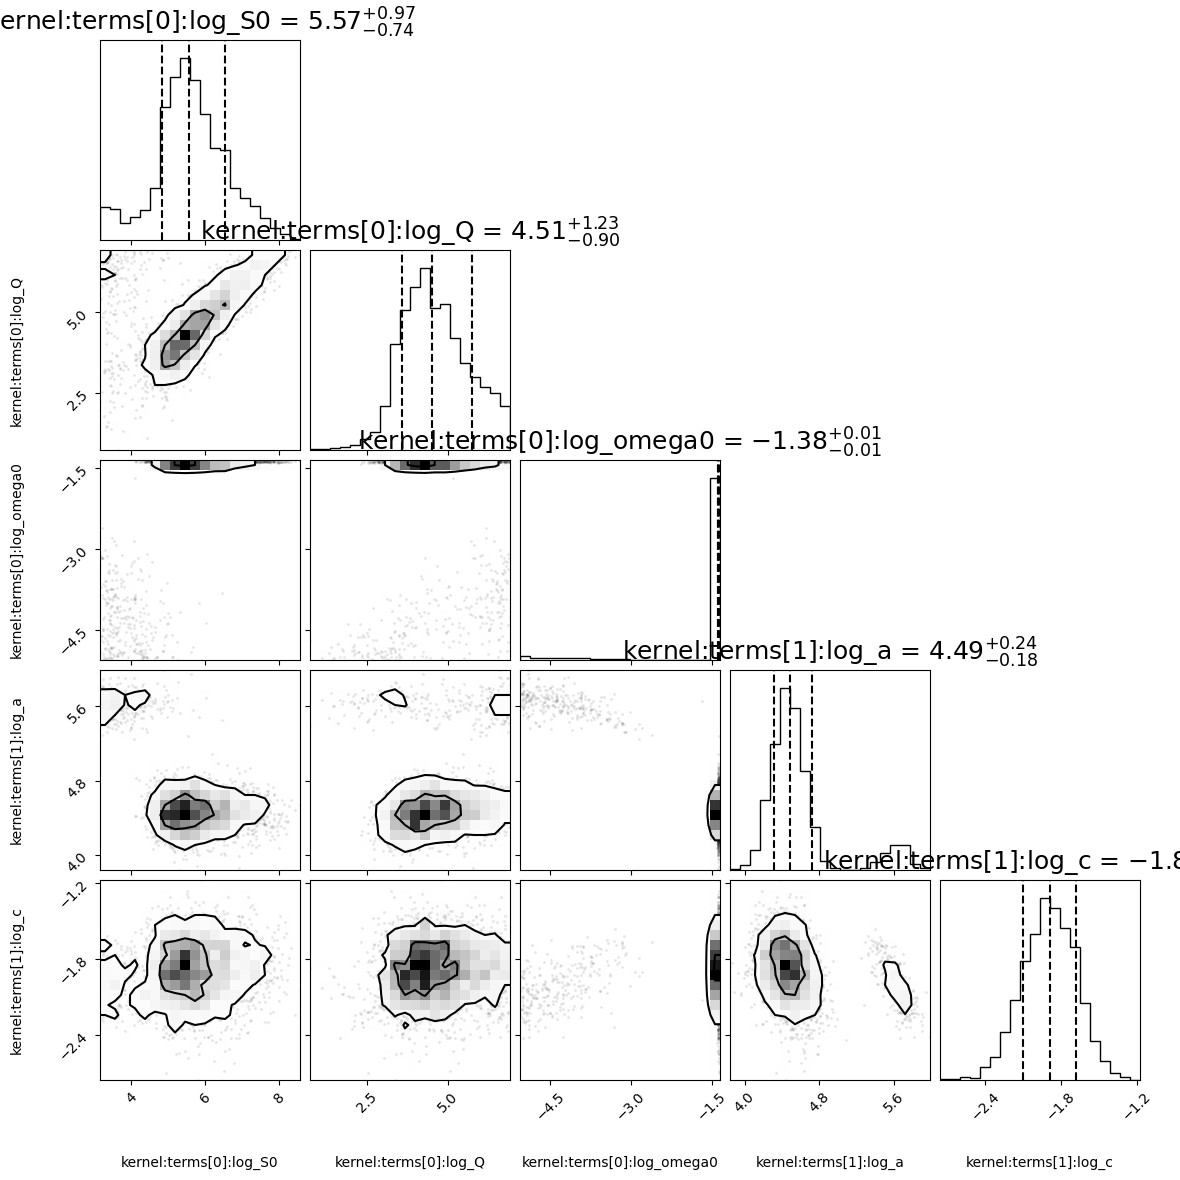 ernel:terms[0]:log_S0 = 5.57+0.97 −0.74
kernel:terms[0]:log_Q = 4.51+1.23 −0.90
kernel:terms[0]:log_Q
5.0
2.5
kernel:terms[0]:log_omega0 = −1.38+0.01 −0.01
kernel:terms[0]:log_omega0
−1.5
−3.0
−4.5
kernel:terms[1]:log_a = 4.49+0.24 −0.18
kernel:terms[1]:log_a
5.6
4.8
4.0
kernel:terms[1]:log_c = −1.8
kernel:terms[1]:log_c
−1.2
−1.8
−2.4
4 6 8 2.5 5.0 −4.5 −3.0 −1.5 4.0 4.8 5.6 −2.4 −1.8 −1.2
kernel:terms[0]:log_S0 kernel:terms[0]:log_Q kernel:terms[0]:log_omega0 kernel:terms[1]:log_a kernel:terms[1]:log_c